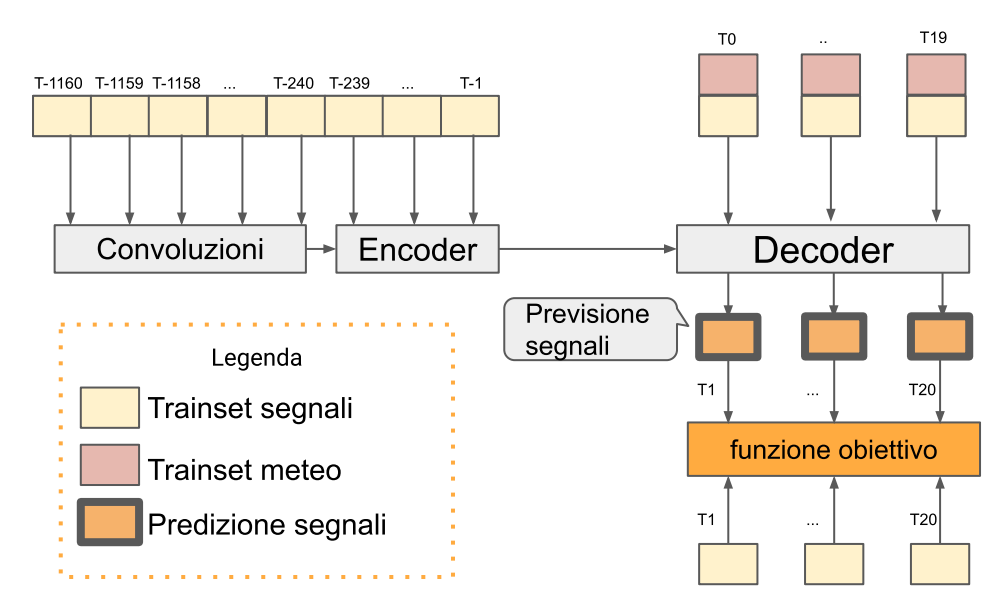 T0
..
T19
T-1160
T-1159
T-1158
...
T-240
T-239
...
T-1
Convoluzioni
Encoder
Decoder
Previsione
segnali
T1
...
T20
funzione obiettivo
T1
...
T20
Legenda
Trainset segnali
Trainset meteo
Predizione segnali